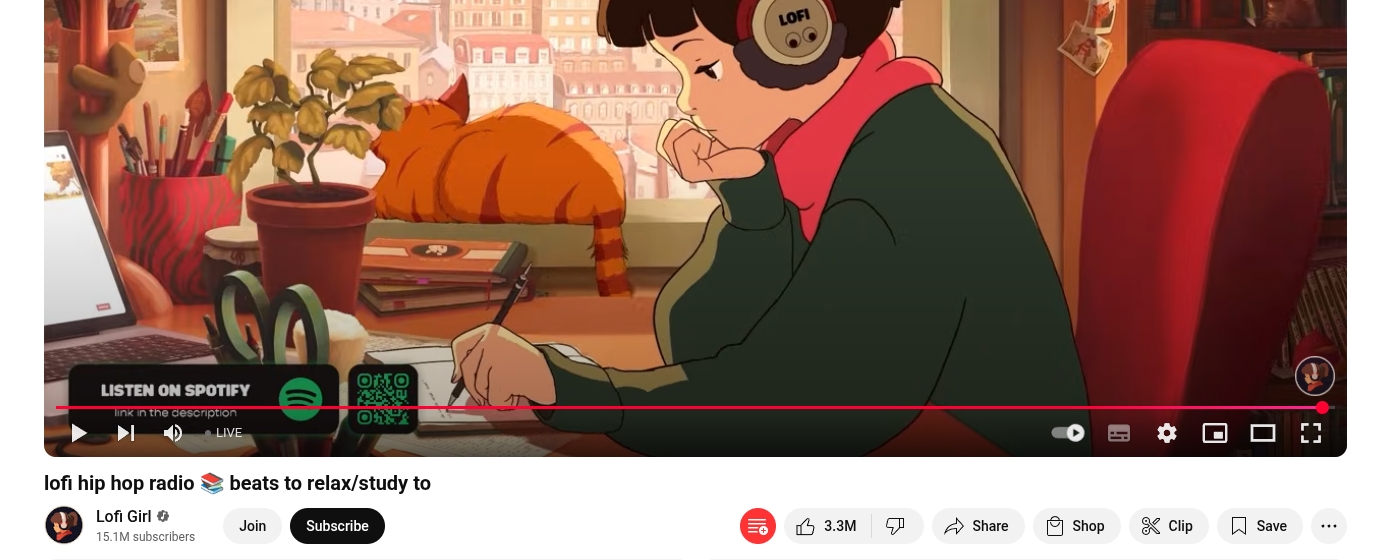 LOFI
LISTEN ON SPOTIFY
link in the description
LIVE
lofi hip hop radio 📚 beats to relax/study to
Lofi Girl
15.1M subscribers
Join
Subscribe
3.3M
Share
Shop
Clip
Save